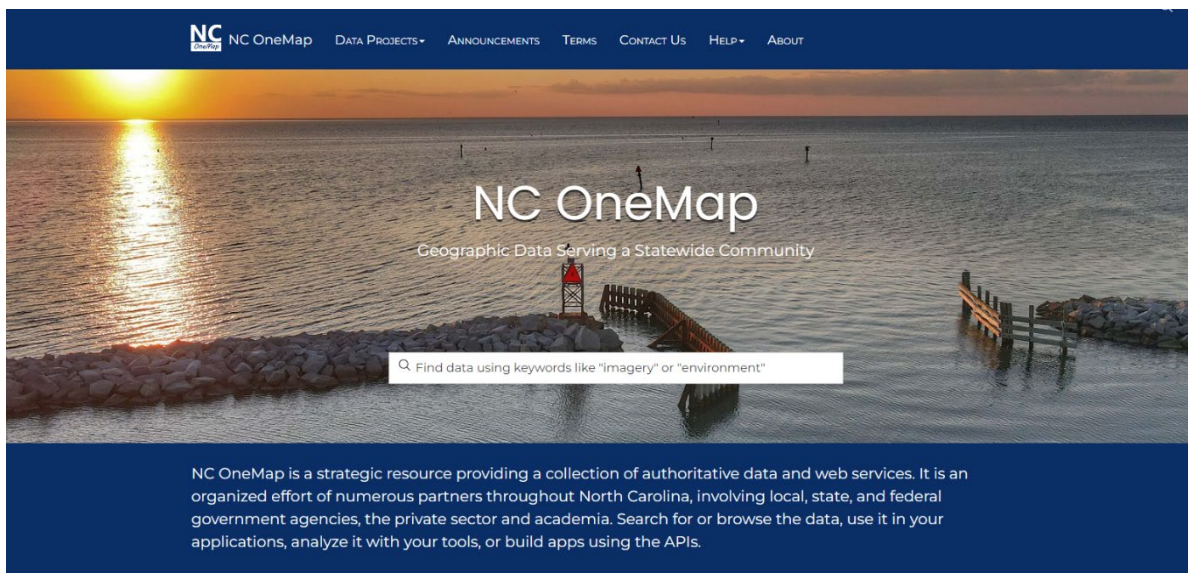 NC
OneMap
NC OneMap
Data Projects
Announcements
Terms
Contact Us
Help
About
NC OneMap
Geographic Data Serving a Statewide Community
Find data using keywords like "imagery" or "environment"
NC OneMap is a strategic resource providing a collection of authoritative data and web services. It is an
organized effort of numerous partners throughout North Carolina, involving local, state, and federal
government agencies, the private sector and academia. Search for or browse the data, use it in your
applications, analyze it with your tools, or build apps using the APIs.